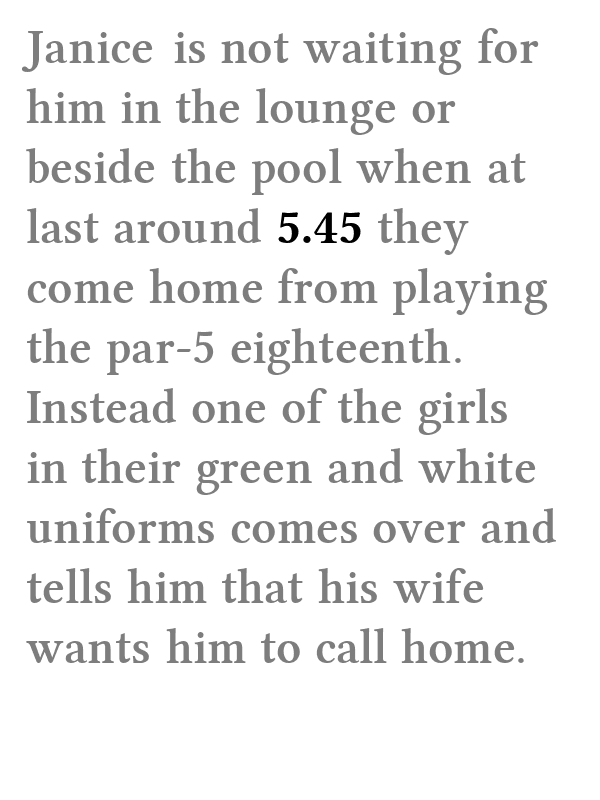 Janice is not waiting for
him in the lounge or
beside the pool when at
last around 5.45 they
come home from playing
the par-5 eighteenth.
Instead one of the girls
in their green and white
uniforms comes over and
tells him that his wife
wants him to call home.